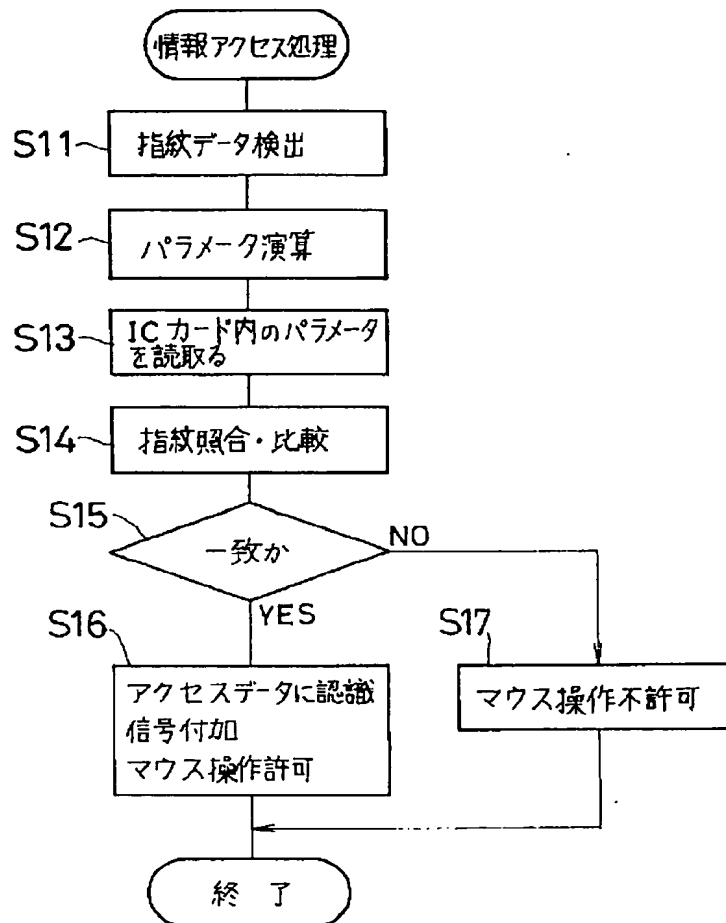 情報アクセス処理
S11
指紋データ検出
S12
パラメータ演算
S13
ICカード内のパラメータ
を読取る
S14
指紋照合・比較
S15
一致か
NO
YES
S16
S17
アクセスデータに認識
信号付加
マウス操作許可
マウス操作不許可
終了